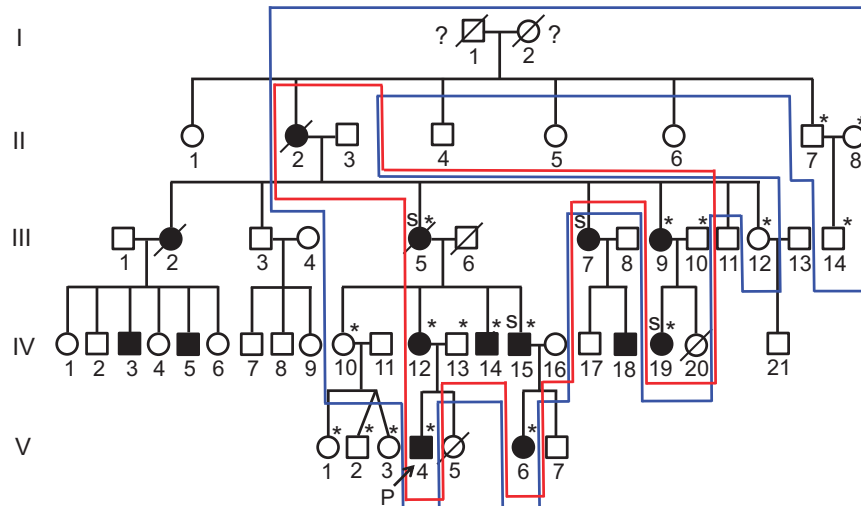 I ? ? 
1 2
* *
II
1 2 3 4 5 6 7 8
S * S * * * *
III
1 2 3 4 5 6 7 8 9 10 11 12 13 14
* * * * S * S *
IV
1 2 3 4 5 6 7 8 9 10 11 12 13 14 15 16 17 18 19 20 21
* * * * *
V
1 2 3 4 5 6 7
P